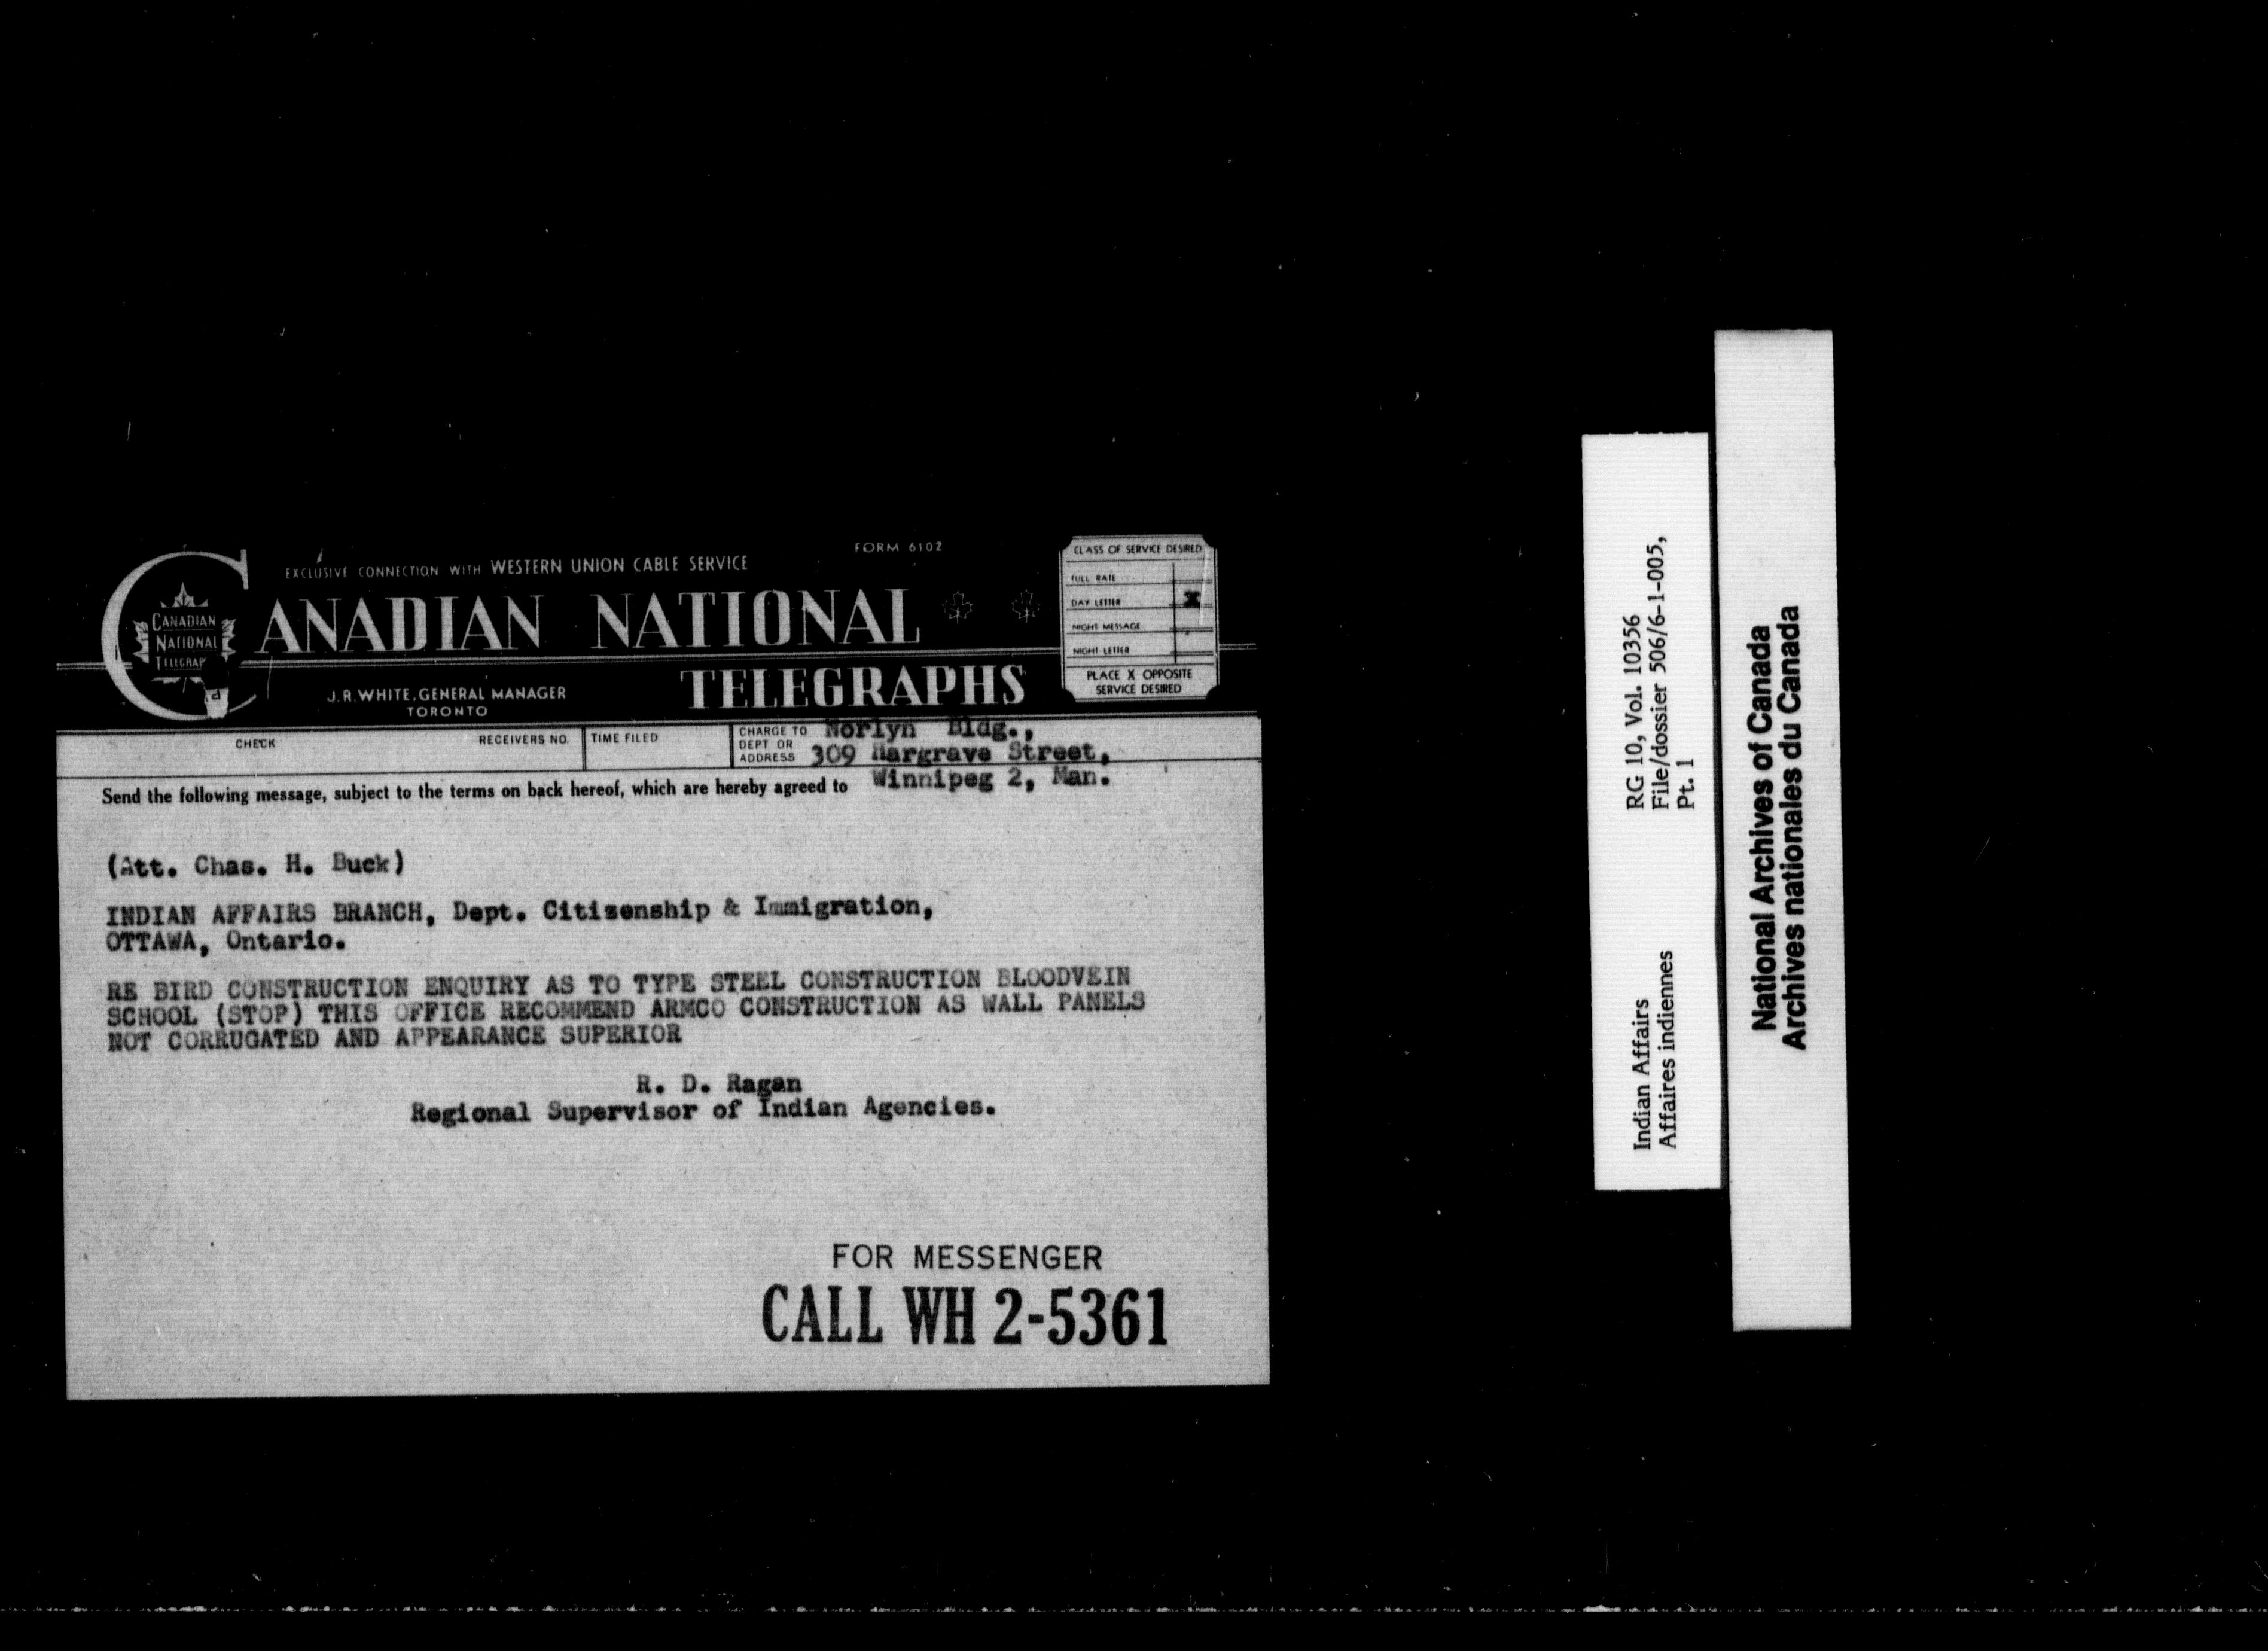 FORM 6102
EXCLUSIVE CONNECTION WITH WESTERN UNION CABLE SERVICE
CANADIAN NATIONAL
TELEGRAPHS
CANADIAN
NATIONAL
J.R. WHITE, GENERAL MANAGER
TORONTO
CLASS OF SERVICE DESIRED
FULL RATE
DAY LETTER X
NIGHT MESSAGE
NIGHT LETTER
PLACE X OPPOSITE
SERVICE DESIRED
CHECK
RECEIVERS NO.
TIME FILED
CHARGE TO
DEPT OR
ADDRESS
Norlyn Bldg.,
309 Hargrave Street,
Winnipeg 2, Man.
Send the following message, subject to the terms on back hereof, which are hereby agreed to
(Att. Chas. H. Buck)
INDIAN AFFAIRS BRANCH, Dept. Citizenship & Immigration,
OTTAWA, Ontario.
RE BIRD CONSTRUCTION ENQUIRY AS TO TYPE STEEL CONSTRUCTION BLOODVEIN
SCHOOL (STOP) THIS OFFICE RECOMMEND ARMCO CONSTRUCTION AS WALL PANELS
NOT CORRUGATED AND APPEARANCE SUPERIOR
R. D. Ragan
Regional Supervisor of Indian Agencies.
FOR MESSENGER
CALL WH 2-5361
Indian Affairs
Affaires indiennes
RG 10, Vol. 10356
File/dossier 506/6-1-005,
Pt. 1
National Archives of Canada
Archives nationales du Canada